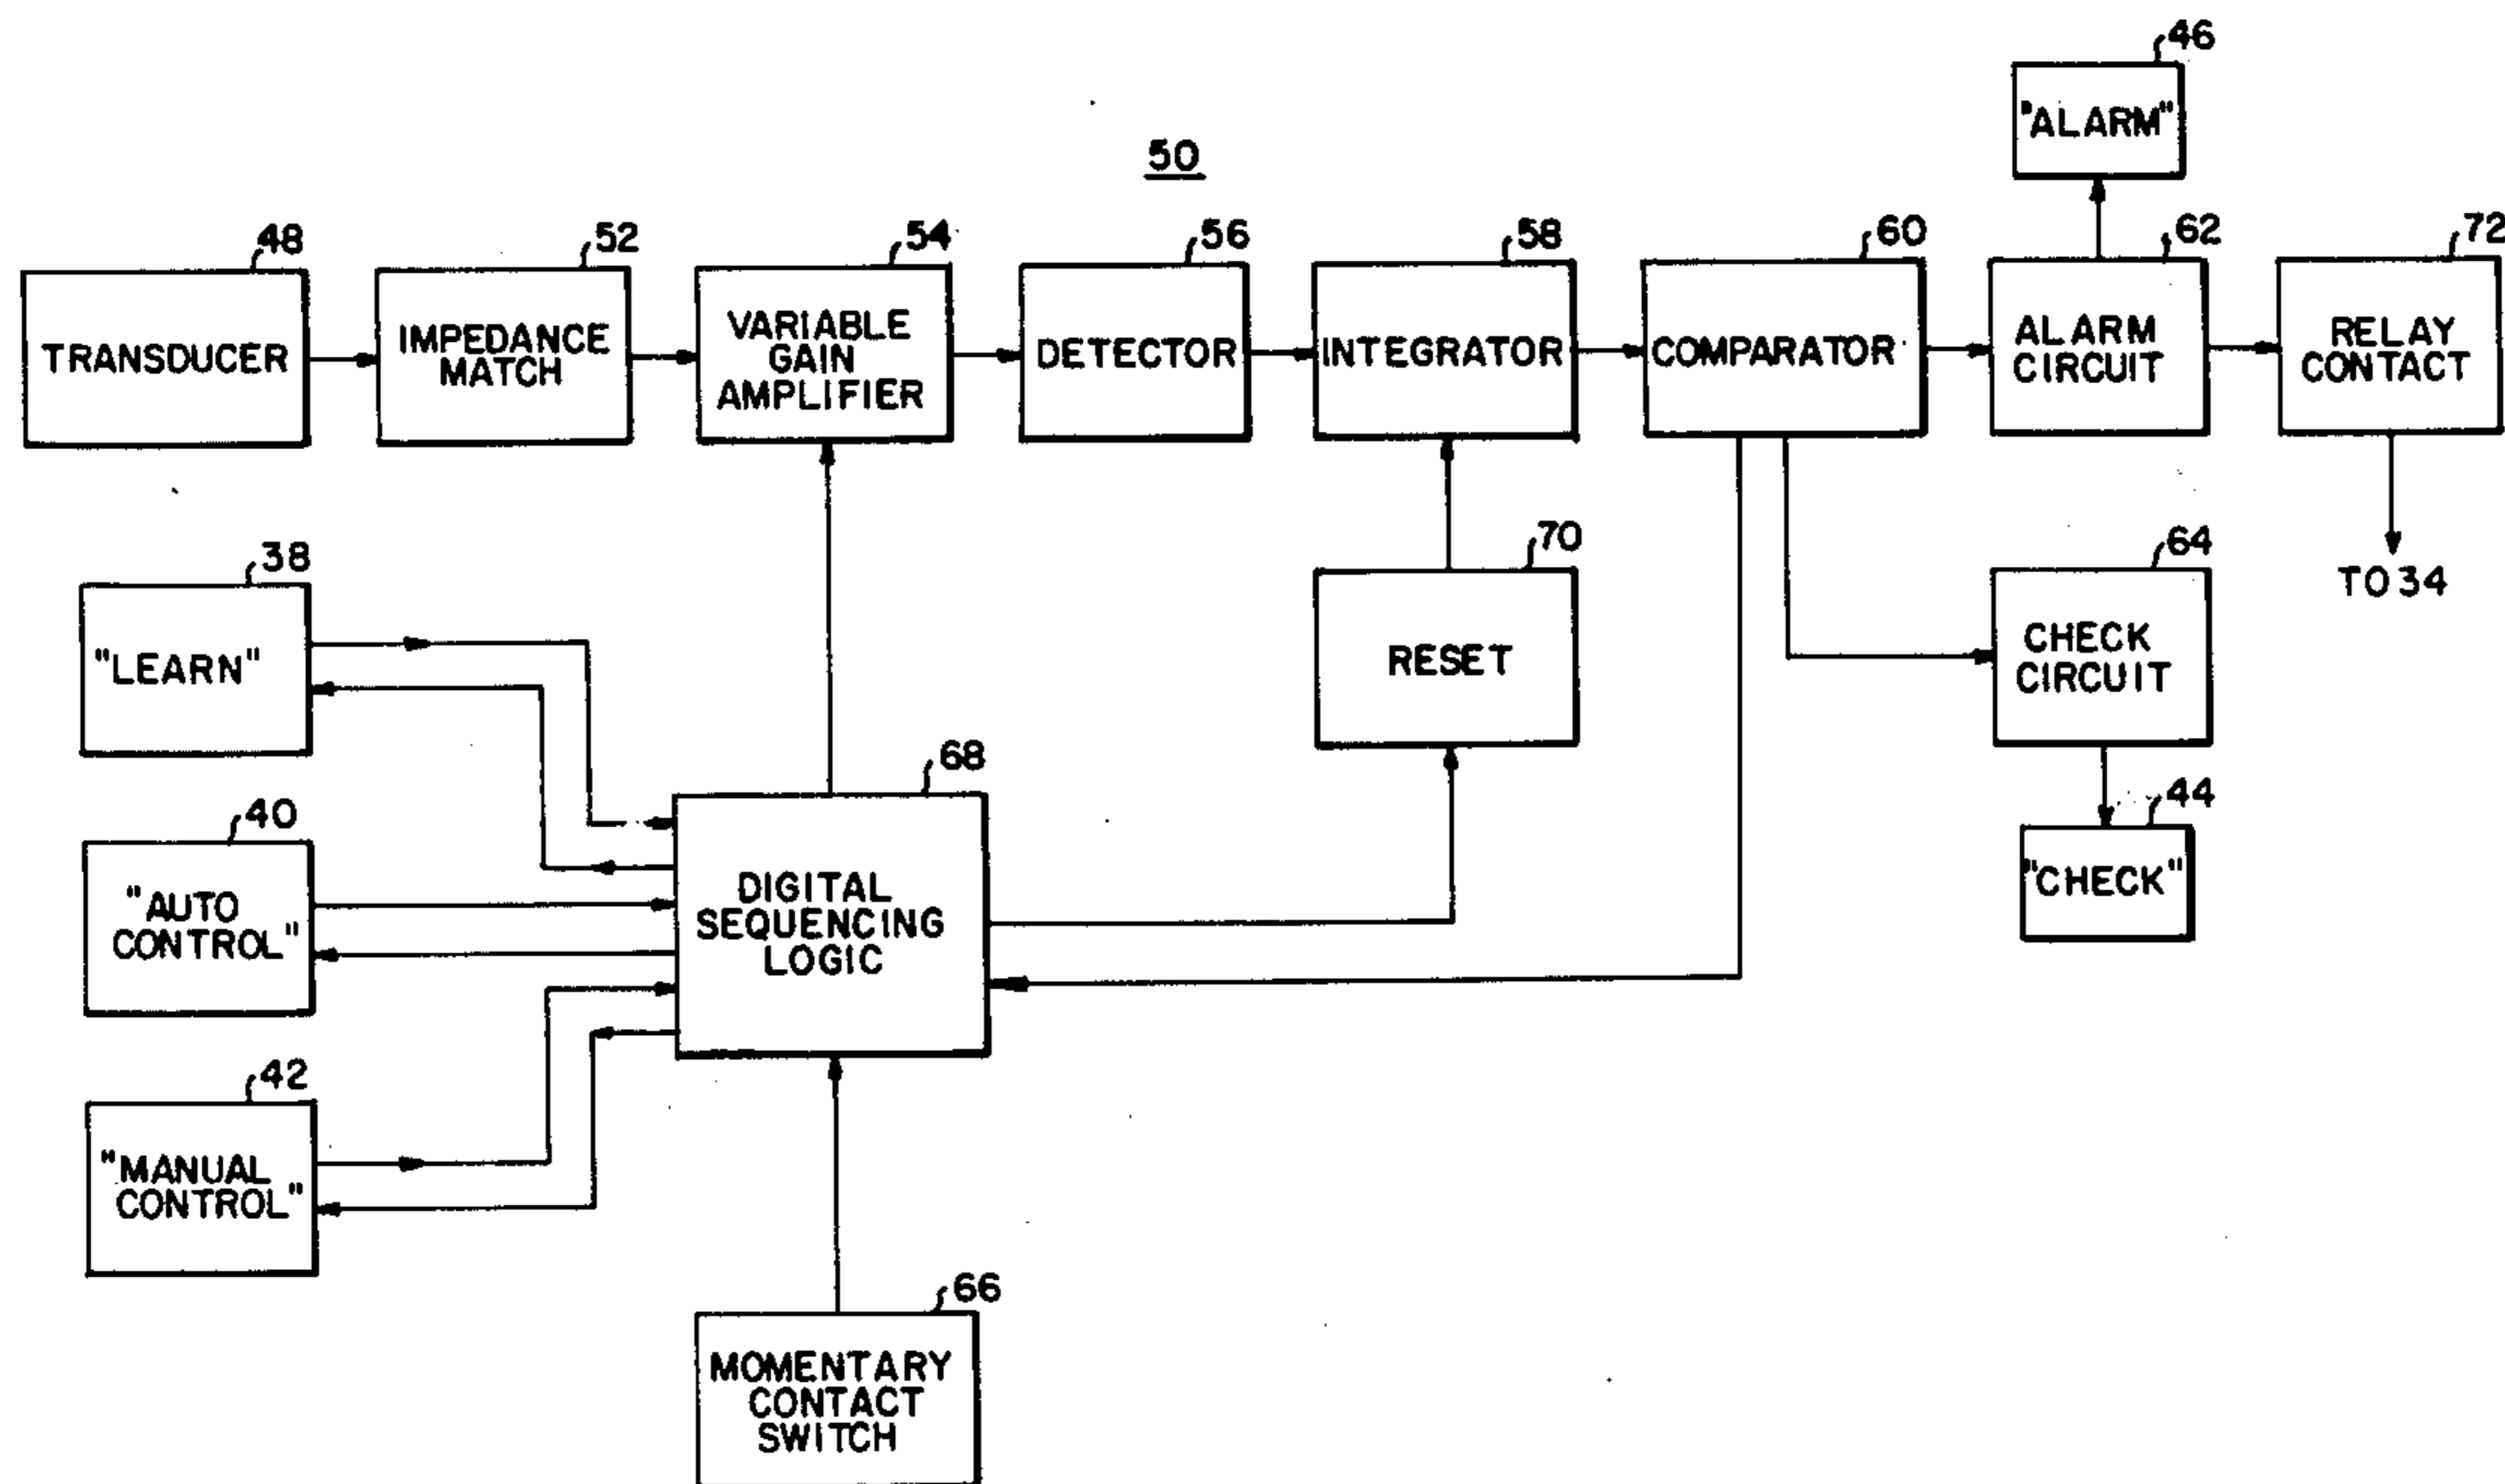 46
"ALARM"
50
48
52
54
56
58
60
62
72
TRANSDUCER
IMPEDANCE
MATCH
VARIABLE
GAIN
AMPLIFIER
DETECTOR
INTEGRATOR
COMPARATOR
ALARM
CIRCUIT
RELAY
CONTACT
38
"LEARN"
70
RESET
64
CHECK
CIRCUIT
TO 34
40
"AUTO
CONTROL"
68
DIGITAL
SEQUENCING
LOGIC
44
"CHECK"
42
"MANUAL
CONTROL"
66
MOMENTARY
CONTACT
SWITCH